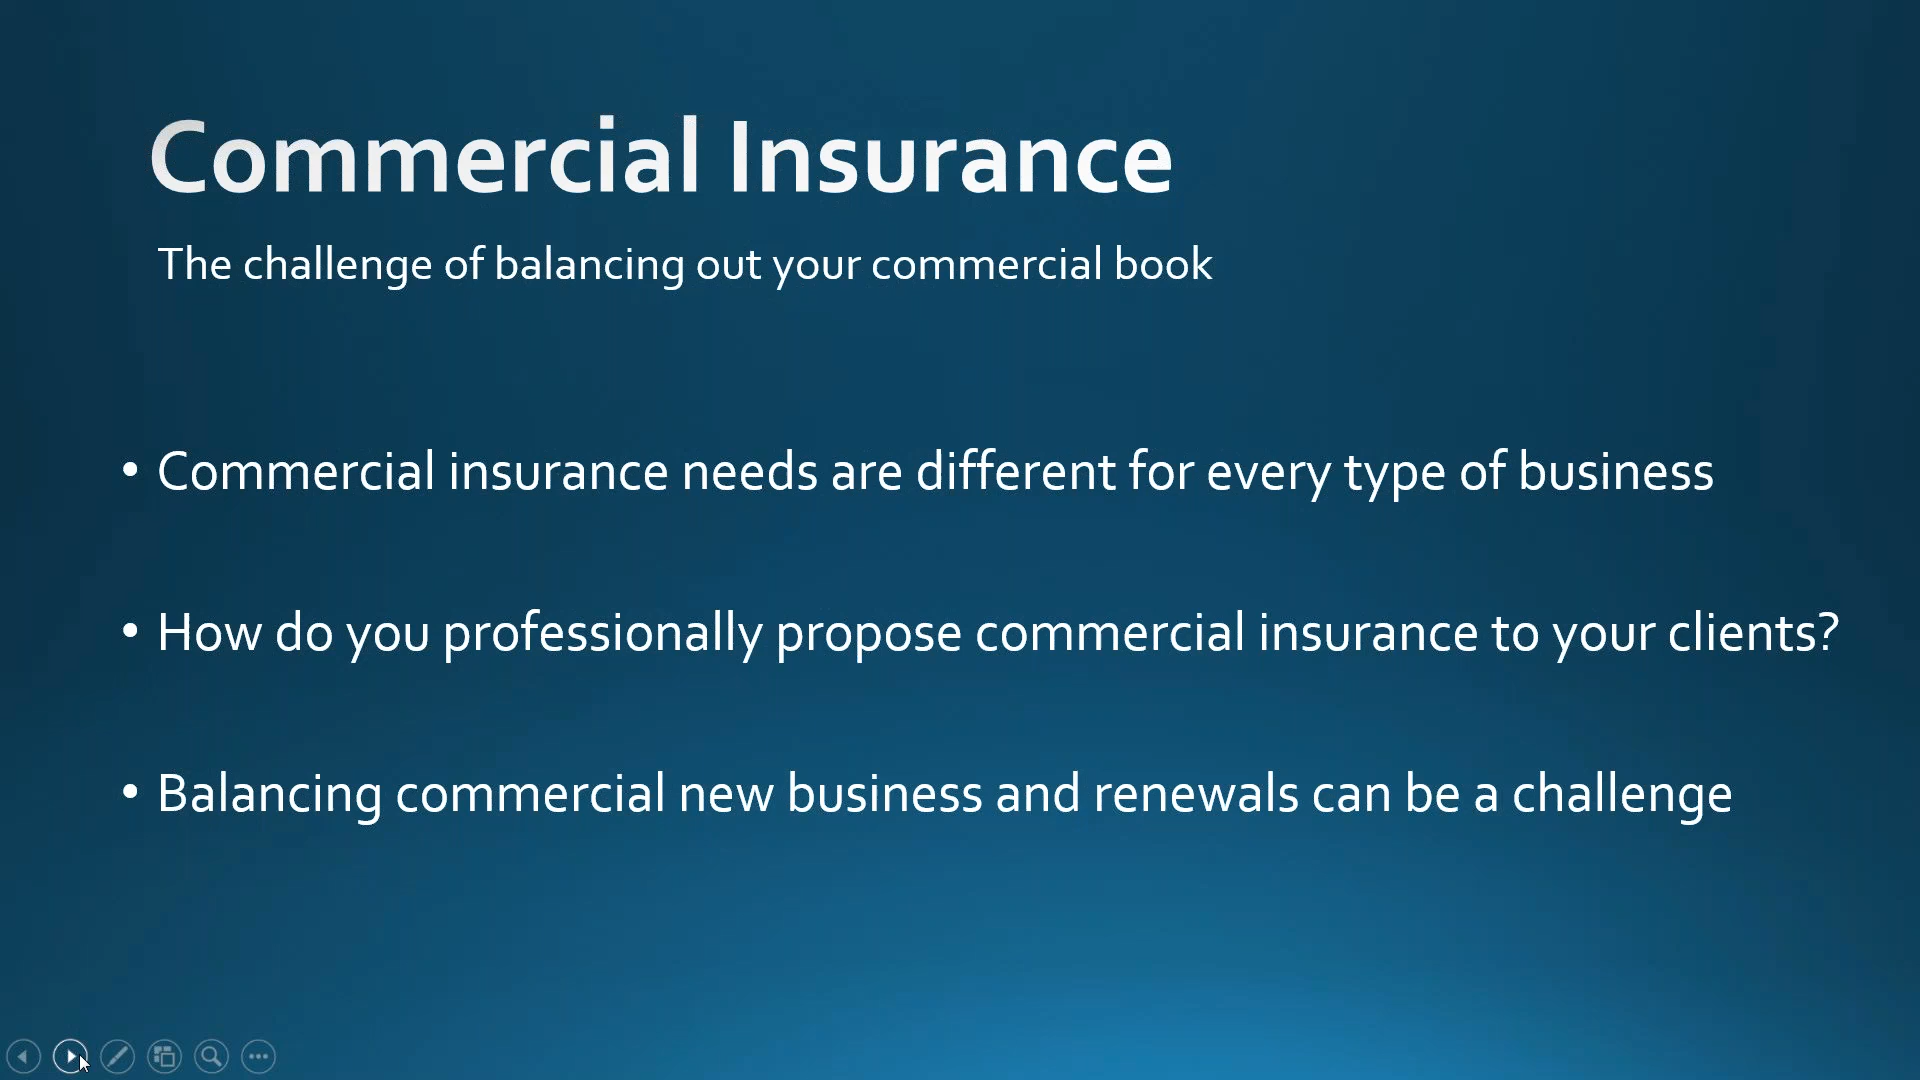 Commercial Insurance
The challenge of balancing out your commercial book
• Commercial insurance needs are different for every type of business
• How do you professionally propose commercial insurance to your clients?
• Balancing commercial new business and renewals can be a challenge